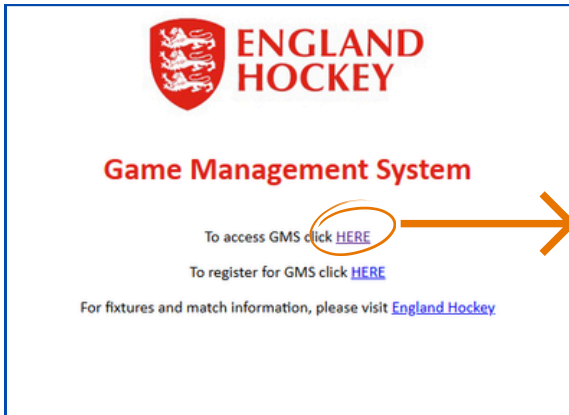 ENGLAND
HOCKEY
Game Management System
To access GMS click HERE
To register for GMS click HERE
For fixtures and match information, please visit England Hockey